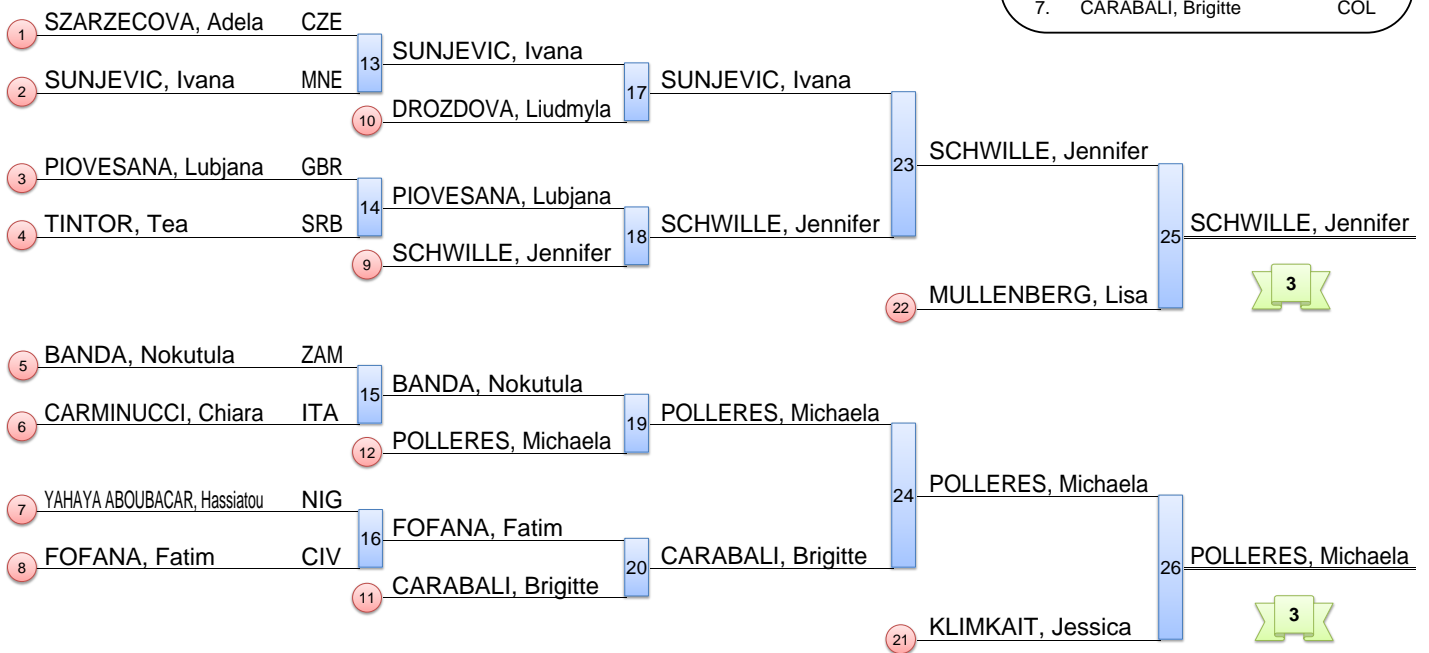 7. CARABALI, Brigitte COL
1 SZARZECOVA, Adela CZE
13 SUNJEVIC, Ivana
2 SUNJEVIC, Ivana MNE
17 SUNJEVIC, Ivana
10 DROZDOVA, Liudmyla
23 SCHWILLE, Jennifer
3 PIOVESANA, Lubjana GBR
14 PIOVESANA, Lubjana
4 TINTOR, Tea SRB
18 SCHWILLE, Jennifer
9 SCHWILLE, Jennifer
25 SCHWILLE, Jennifer
3
22 MULLENBERG, Lisa
5 BANDA, Nokutula ZAM
15 BANDA, Nokutula
6 CARMINUCCI, Chiara ITA
19 POLLERES, Michaela
12 POLLERES, Michaela
24 POLLERES, Michaela
7 YAHAYA ABOUBACAR, Hassiatou NIG
16 FOFANA, Fatim
8 FOFANA, Fatim CIV
20 CARABALI, Brigitte
11 CARABALI, Brigitte
26 POLLERES, Michaela
3
21 KLIMKAIT, Jessica